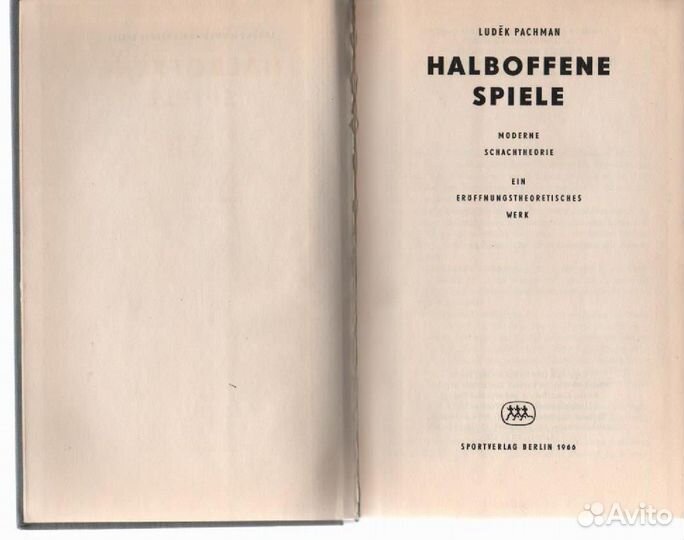 LUDĚK PACHMAN
HALBOFFENE
SPIELE
MODERNE
SCHACHTHEORIE
EIN
ERÖFFNUNGSTHEORETISCHES
WERK
SPORTVERLAG BERLIN 1966
Avito